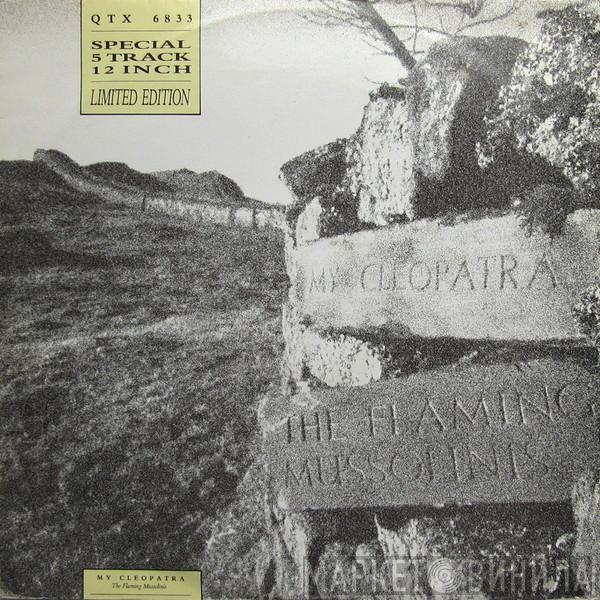 QTX 6833
SPECIAL
5 TRACK
12 INCH
LIMITED EDITION
MY CLEOPATRA
THE FLAMING
MUSSOLINI'S
MY CLEOPATRA
The Flaming Mussolinis
МАРКЕТ ВИНИЛА